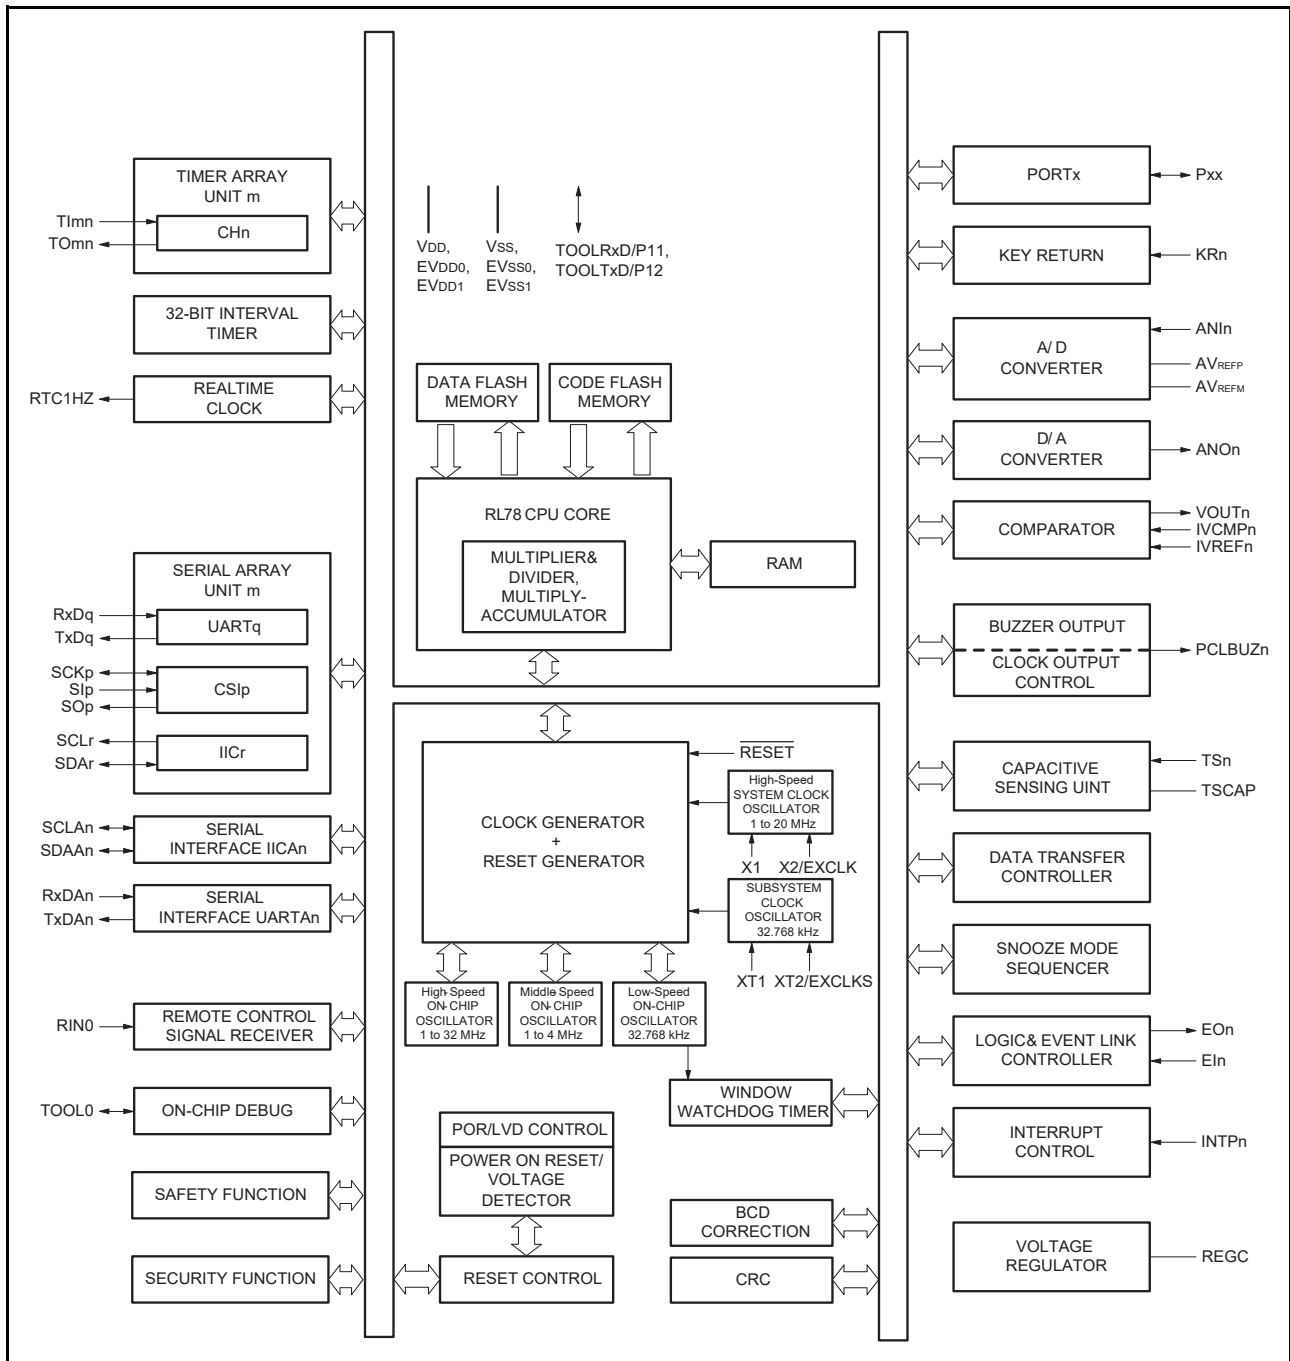 TIMER ARRAY
UNIT m
TImn
TOmn
CHn
32-BIT INTERVAL
TIMER
RTC1HZ
REALTIME
CLOCK
SERIAL ARRAY
UNIT m
RxDq
TxDq
UARTq
SCKp
SIp
SOp
CSIp
SCLr
SDAr
IICr
SCLAn
SDAAn
SERIAL
INTERFACE IICAn
RxDAn
TxDAn
SERIAL
INTERFACE UARTAn
RIN0
REMOTE CONTROL
SIGNAL RECEIVER
TOOL0
ON-CHIP DEBUG
SAFETY FUNCTION
SECURITY FUNCTION
VDD,
EVDD0,
EVDD1
VSS,
EVSS0,
EVSS1
TOOLRxD/P11,
TOOLTxD/P12
DATA FLASH
MEMORY
CODE FLASH
MEMORY
RL78 CPU CORE
MULTIPLIER&
DIVIDER,
MULTIPLY-
ACCUMULATOR
RAM
CLOCK GENERATOR
+
RESET GENERATOR
RESET
High-Speed
SYSTEM CLOCK
OSCILLATOR
1 to 20 MHz
X1
X2/EXCLK
SUBSYSTEM
CLOCK
OSCILLATOR
32.768 kHz
XT1
XT2/EXCLKS
High-Speed
ON-CHIP
OSCILLATOR
1 to 32 MHz
Middle Speed
ON-CHIP
OSCILLATOR
1 to 4 MHz
Low-Speed
ON-CHIP
OSCILLATOR
32.768 kHz
WINDOW
WATCHDOG TIMER
POR/LVD CONTROL
POWER ON RESET/
VOLTAGE
DETECTOR
RESET CONTROL
BCD
CORRECTION
CRC
PORTx
Pxx
KEY RETURN
KRn
A/D
CONVERTER
ANIn
AVREFP
AVREFM
D/A
CONVERTER
ANOn
COMPARATOR
VOUTn
IVCMPn
IVREFn
BUZZER OUTPUT
CLOCK OUTPUT
CONTROL
PCLBUZn
CAPACITIVE
SENSING UINT
TSn
TSCAP
DATA TRANSFER
CONTROLLER
SNOOZE MODE
SEQUENCER
LOGIC& EVENT LINK
CONTROLLER
EOn
EIn
INTERRUPT
CONTROL
INTPn
VOLTAGE
REGULATOR
REGC